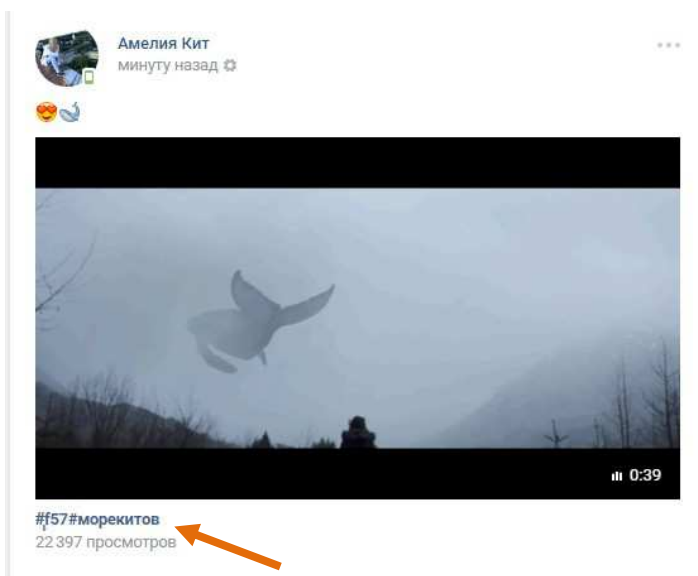 Амелия Кит
минуту назад
0:39
#f57#морекитов
22 397 просмотров